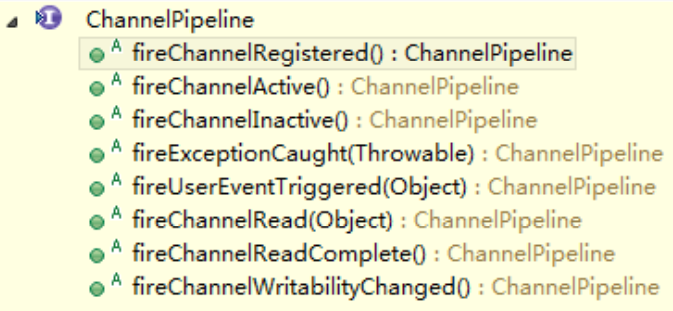 ChannelPipeline
fireChannelRegistered() : ChannelPipeline
fireChannelActive() : ChannelPipeline
fireChannelInactive() : ChannelPipeline
fireExceptionCaught(Throwable) : ChannelPipeline
fireUserEventTriggered(Object) : ChannelPipeline
fireChannelRead(Object) : ChannelPipeline
fireChannelReadComplete() : ChannelPipeline
fireChannelWritabilityChanged() : ChannelPipeline